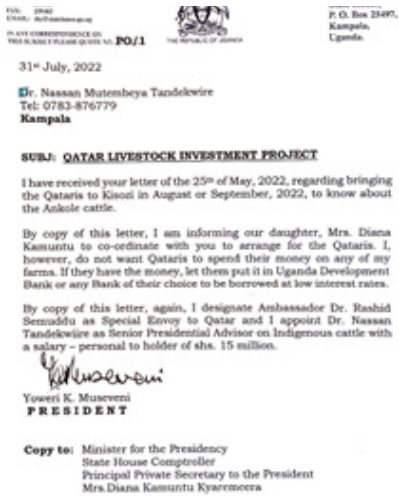 P. O. Box 25497,
Kampala,
Uganda.
IN ANY CORRESPONDENCE ON
THIS SUBJECT PLEASE QUOTE NO. PO/1
THE REPUBLIC OF UGANDA
31st July, 2022
Dr. Nassan Mutembeya Tandekwire
Tel: 0783-876779
Kampala
SUBJ: QATAR LIVESTOCK INVESTMENT PROJECT
I have received your letter of the 25th of May, 2022, regarding bringing
the Qataris to Kisozi in August or September, 2022, to know about
the Ankole cattle.
By copy of this letter, I am informing our daughter, Mrs. Diana
Kamuntu to co-ordinate with you to arrange for the Qataris. I,
however, do not want Qataris to spend their money on any of my
farms. If they have the money, let them put it in Uganda Development
Bank or any Bank of their choice to be borrowed at low interest rates.
By copy of this letter, again, I designate Ambassador Dr. Rashid
Semuddu as Special Envoy to Qatar and I appoint Dr. Nassan
Tandekwire as Senior Presidential Advisor on Indigenous cattle with
a salary – personal to holder of shs. 15 million.
Yoweri K. Museveni
PRESIDENT
Copy to: Minister for the Presidency
State House Comptroller
Principal Private Secretary to the President
Mrs.Diana Kamuntu Kyaremeera